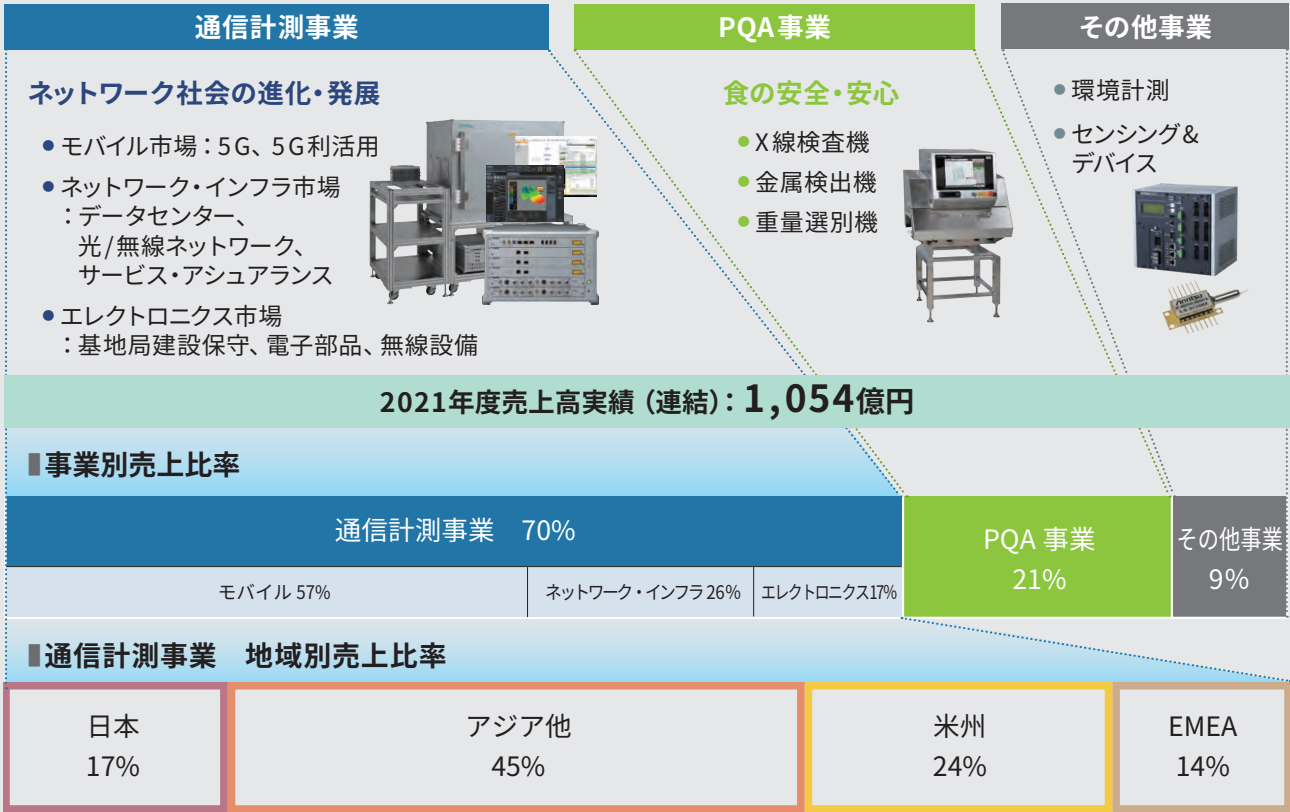 通信計測事業
ネットワーク社会の進化・発展
● モバイル市場：5G、5G利活用
● ネットワーク・インフラ市場
：データセンター、
光/無線ネットワーク、
サービス・アシュアランス
● エレクトロニクス市場
：基地局建設保守、電子部品、無線設備
PQA事業
食の安全・安心
● X線検査機
● 金属検出機
● 重量選別機
その他事業
● 環境計測
● センシング&
デバイス
Anritsu
2021年度売上高実績（連結）：1,054億円
事業別売上比率
通信計測事業 70%
モバイル 57%
ネットワーク・インフラ 26%
エレクトロニクス17%
PQA 事業
21%
その他事業
9%
通信計測事業 地域別売上比率
日本
17%
アジア他
45%
米州
24%
EMEA
14%